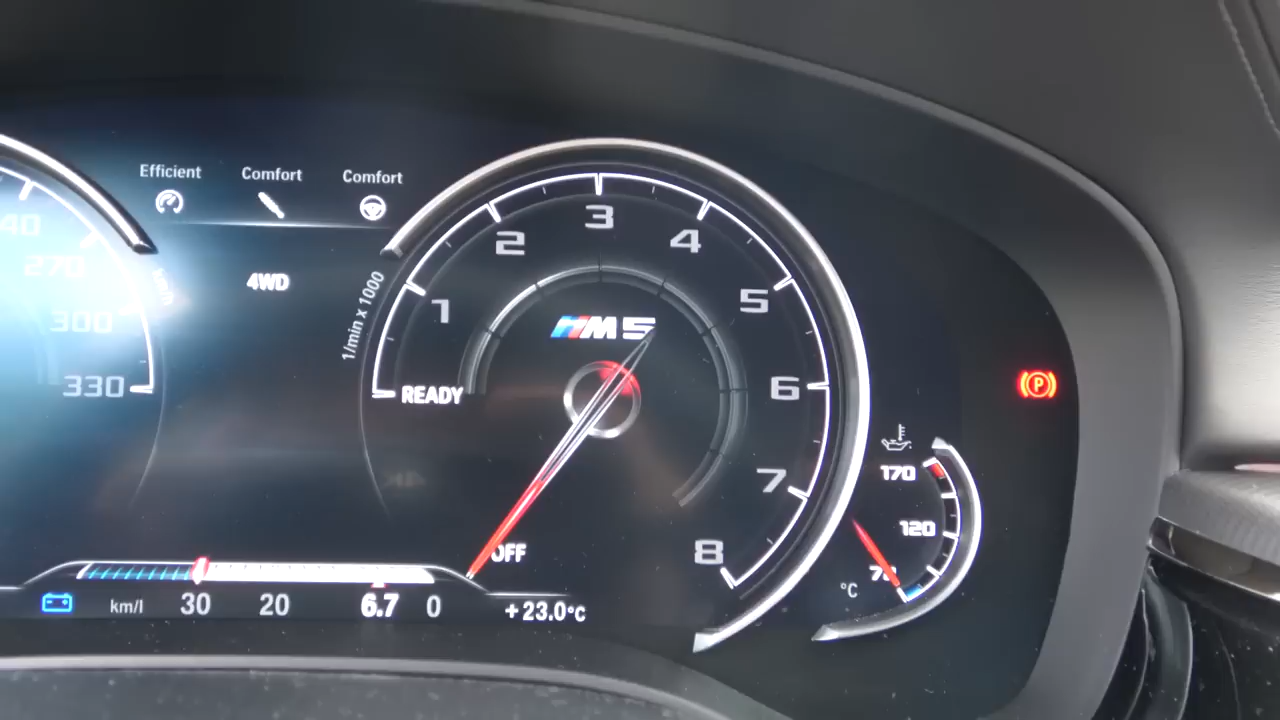 Efficient Comfort Comfort
4WD
270
300
330
km/h
1/min x 1000
READY
1
2
3
4
5
6
7
8
M5
OFF
170
120
°C
P
km/l 30 20 6.7 0
+23.0°C